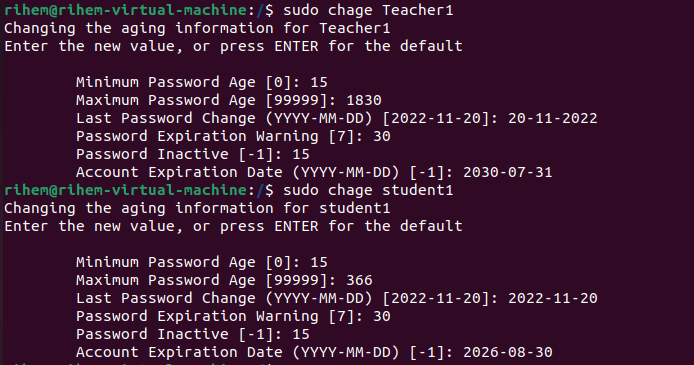 rihem@rihem-virtual-machine:/$ sudo chage Teacher1
Changing the aging information for Teacher1
Enter the new value, or press ENTER for the default
Minimum Password Age [0]: 15
Maximum Password Age [99999]: 1830
Last Password Change (YYYY-MM-DD) [2022-11-20]: 20-11-2022
Password Expiration Warning [7]: 30
Password Inactive [-1]: 15
Account Expiration Date (YYYY-MM-DD) [-1]: 2030-07-31
rihem@rihem-virtual-machine:/$ sudo chage student1
Changing the aging information for student1
Enter the new value, or press ENTER for the default
Minimum Password Age [0]: 15
Maximum Password Age [99999]: 366
Last Password Change (YYYY-MM-DD) [2022-11-20]: 2022-11-20
Password Expiration Warning [7]: 30
Password Inactive [-1]: 15
Account Expiration Date (YYYY-MM-DD) [-1]: 2026-08-30